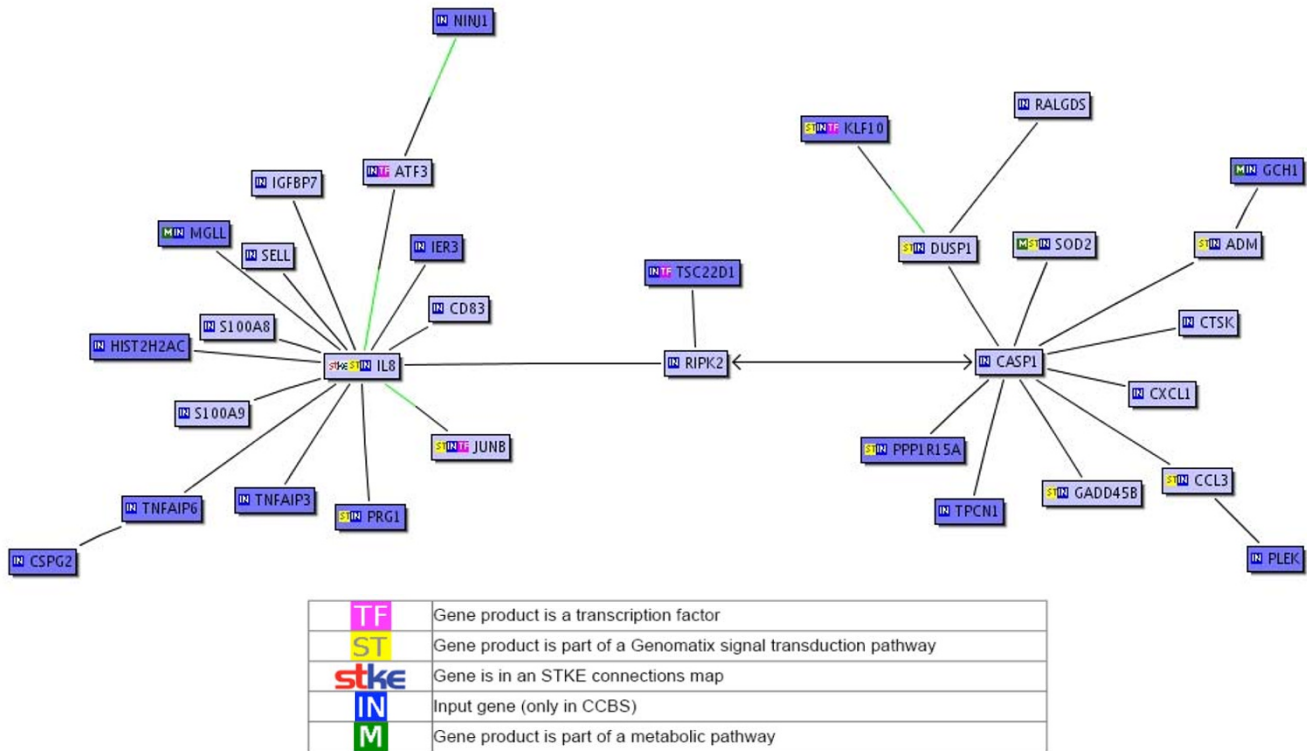 IN NINJ1
IN RALGDS
ST IN TF KLF10
IN TF ATF3
M IN GCH1
IN IGFBP7
M IN MGLL
IN IER3
ST IN DUSP1
M ST IN SOD2
ST IN ADM
IN SELL
IN TF TSC22D1
IN CD83
IN S100A8
IN CTSK
IN HIST2H2AC
stke ST IN IL8
IN RIPK2
IN CASP1
IN CXCL1
IN S100A9
ST IN TF JUNB
ST IN PPP1R15A
ST IN CCL3
IN TNFAIP6
IN TNFAIP3
ST IN PRG1
IN TPCN1
ST IN GADD45B
IN CSPG2
IN PLEK
TF Gene product is a transcription factor
ST Gene product is part of a Genomatix signal transduction pathway
stke Gene is in an STKE connections map
IN Input gene (only in CCBS)
M Gene product is part of a metabolic pathway